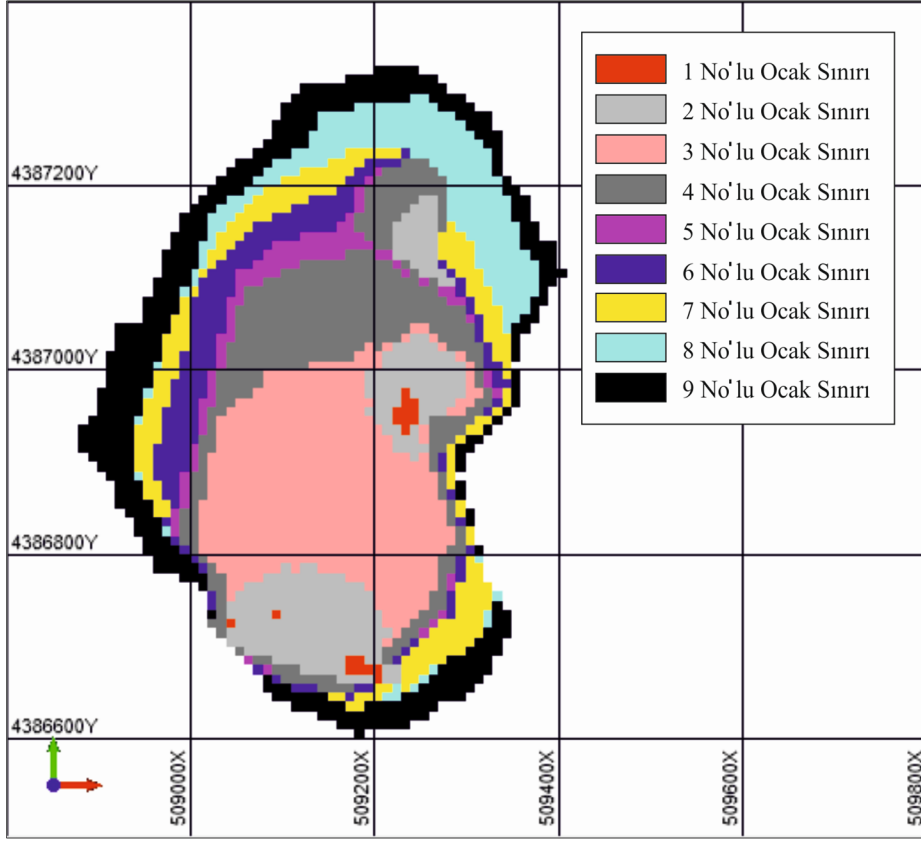 1 No'lu Ocak Sınırı
2 No'lu Ocak Sınırı
3 No'lu Ocak Sınırı
4 No'lu Ocak Sınırı
5 No'lu Ocak Sınırı
6 No'lu Ocak Sınırı
7 No'lu Ocak Sınırı
8 No'lu Ocak Sınırı
9 No'lu Ocak Sınırı
4387200Y
4387000Y
4386800Y
4386600Y
509000X
509200X
509400X
509600X
509800X